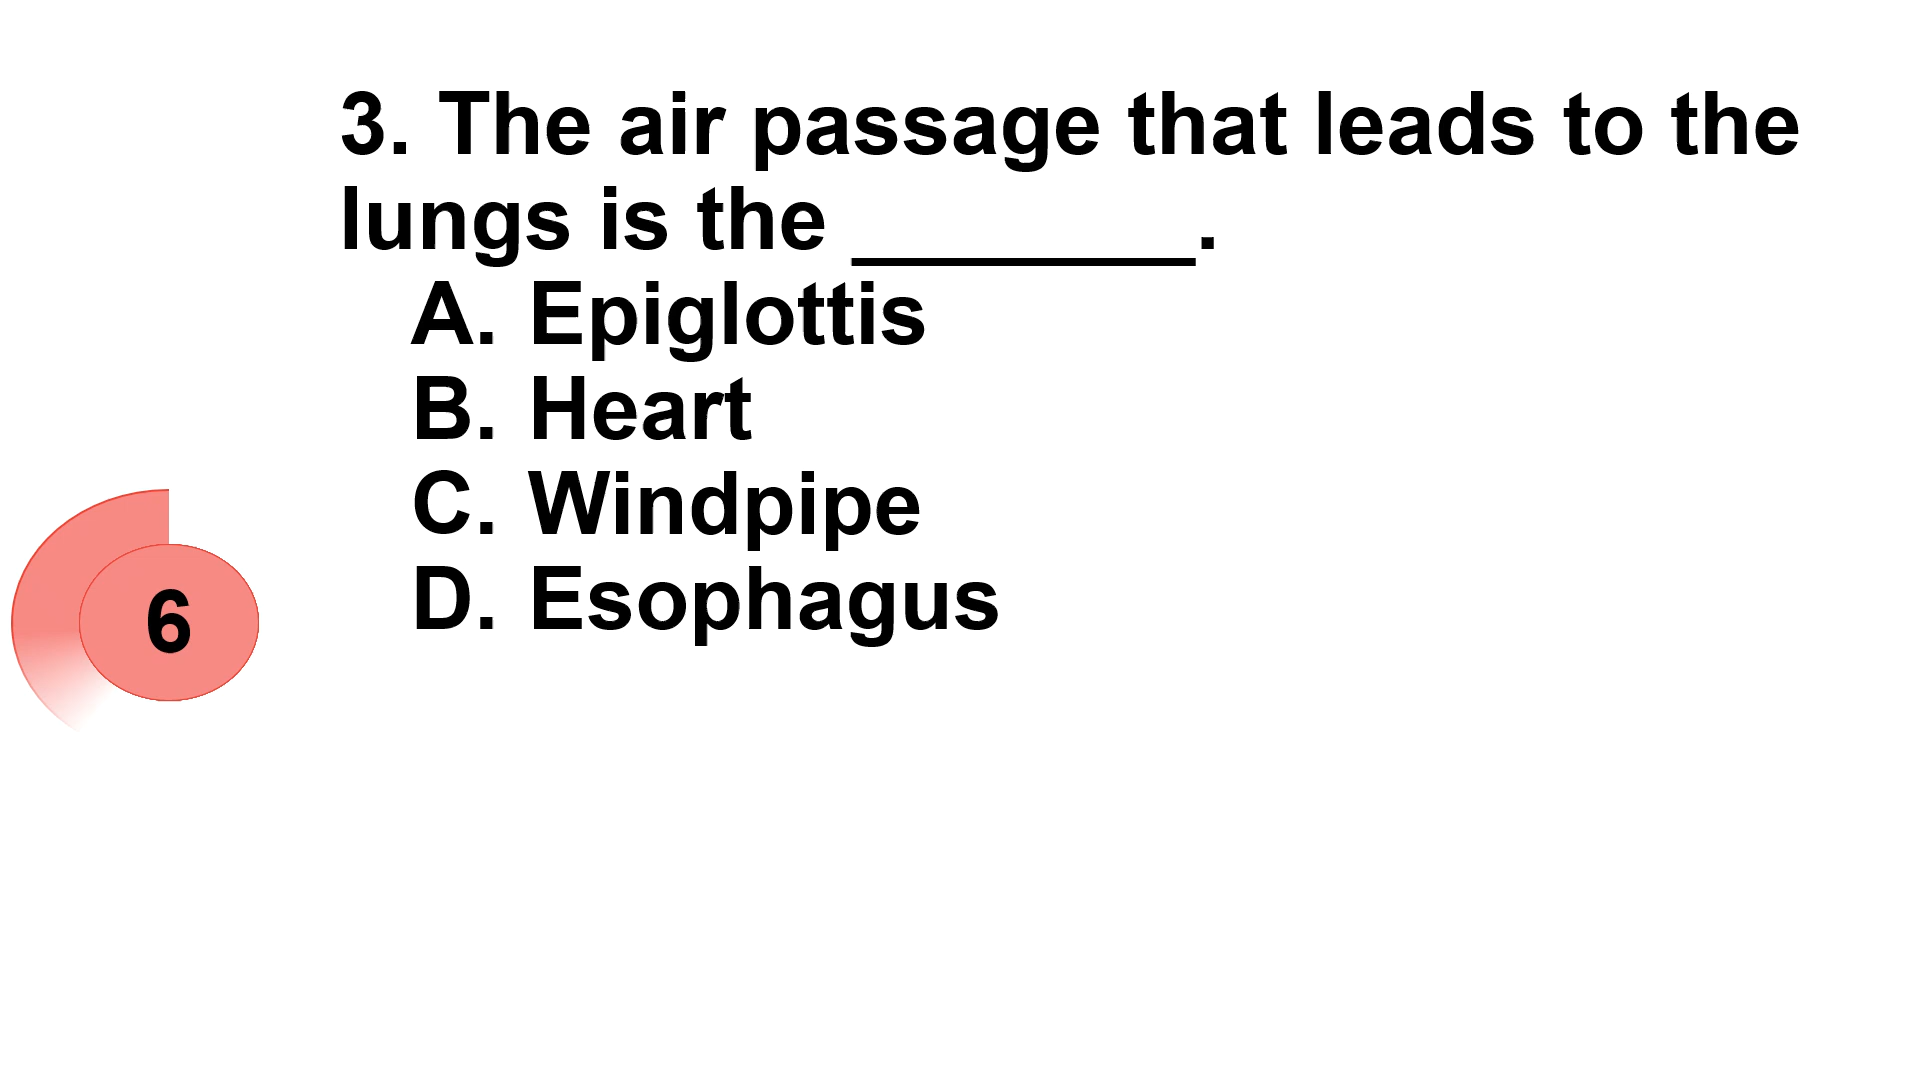 3. The air passage that leads to the
lungs is the ________.
A. Epiglottis
B. Heart
C. Windpipe
D. Esophagus
6